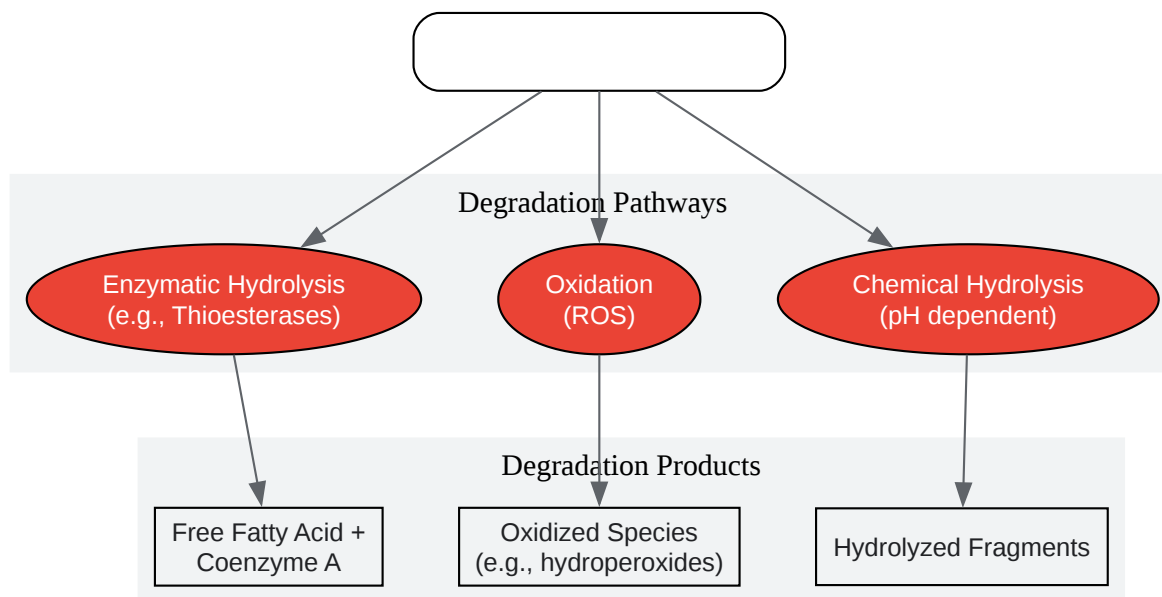 Degradation Pathways
Enzymatic Hydrolysis
(e.g., Thioesterases)
Oxidation
(ROS)
Chemical Hydrolysis
(pH dependent)
Degradation Products
Free Fatty Acid +
Coenzyme A
Oxidized Species
(e.g., hydroperoxides)
Hydrolyzed Fragments